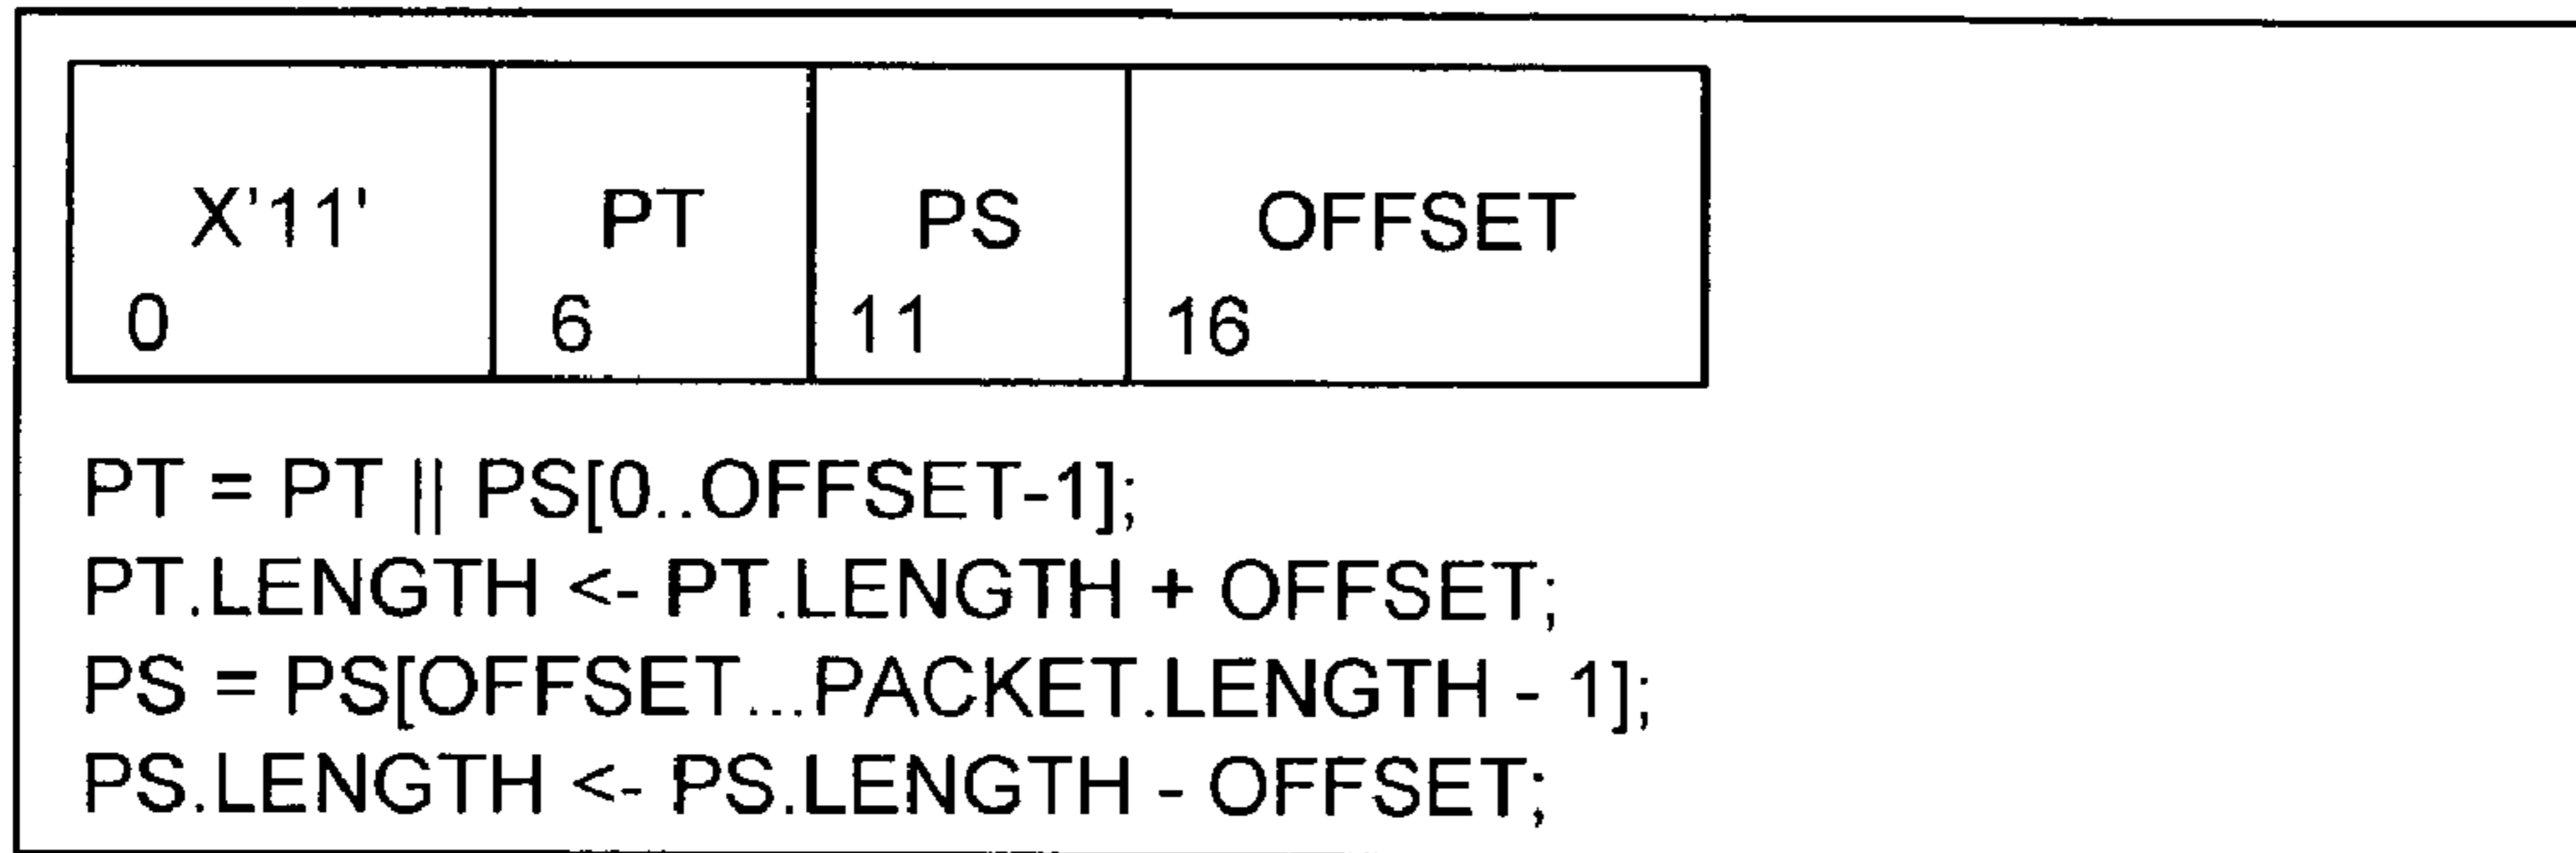 X'11' PT PS OFFSET
0 6 11 16
PT = PT || PS[0..OFFSET-1];
PT.LENGTH <- PT.LENGTH + OFFSET;
PS = PS[OFFSET...PACKET.LENGTH - 1];
PS.LENGTH <- PS.LENGTH - OFFSET;